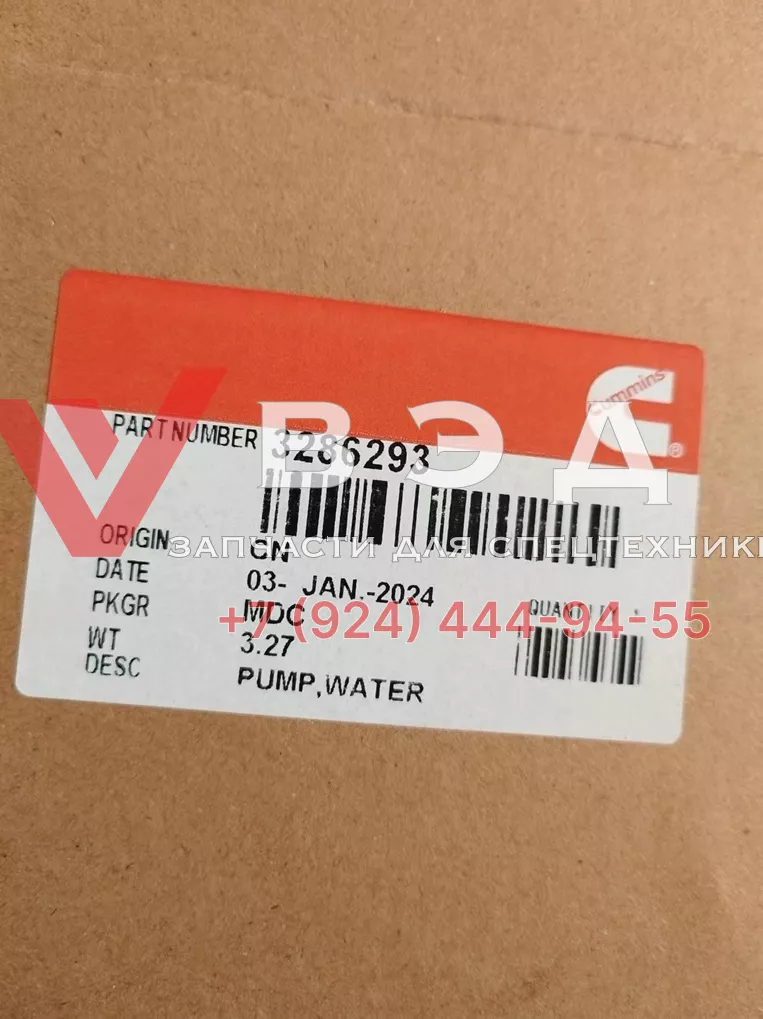 cummins
®
PART NUMBER 3286293
ВЭД
ЗАПЧАСТИ ДЛЯ СПЕЦТЕХНИКИ
ORIGIN CN
DATE 03- JAN.-2024
QUANTITY
+7 (924) 444-94-55
PKGR MDC
WT 3.27
DESC PUMP,WATER